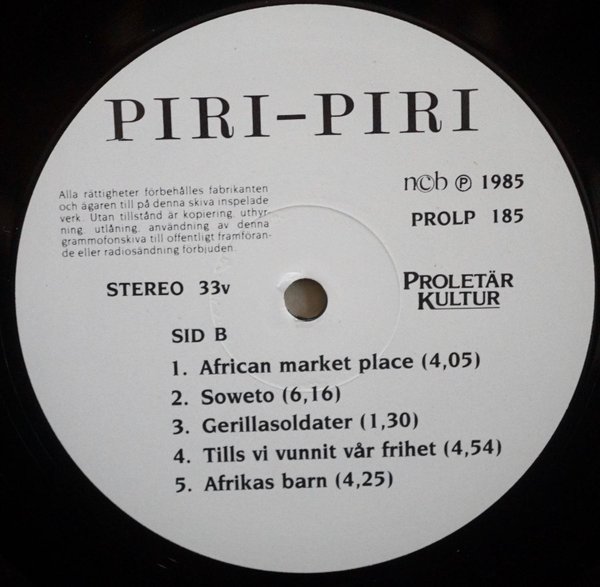 PIRI-PIRI
Alla rättigheter förbehålles fabrikanten
och ägaren till på denna skiva inspelade
verk. Utan tillstånd är kopiering, uthyr-
ning, utlåning, användning av denna
grammofonskiva till offentligt framföran-
de eller radiosändning förbjuden.
ncb ℗ 1985
PROLP 185
STEREO 33v
PROLETÄR
KULTUR
SID B
1. African market place (4,05)
2. Soweto (6,16)
3. Gerillasoldater (1,30)
4. Tills vi vunnit vår frihet (4,54)
5. Afrikas barn (4,25)